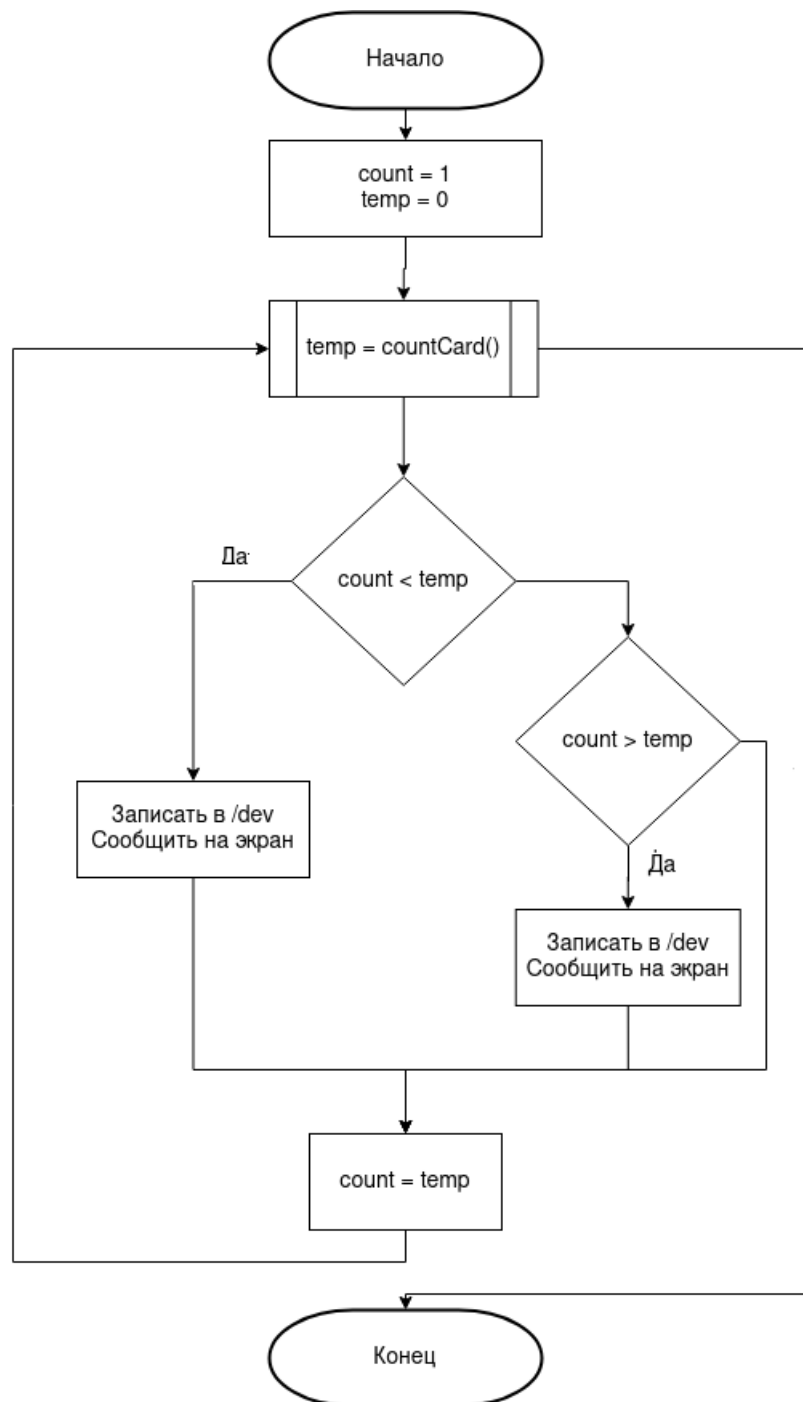 Начало
count = 1
temp = 0
temp = countCard()
count < temp
Да
count > temp
Да
Записать в /dev
Сообщить на экран
Записать в /dev
Сообщить на экран
count = temp
Конец